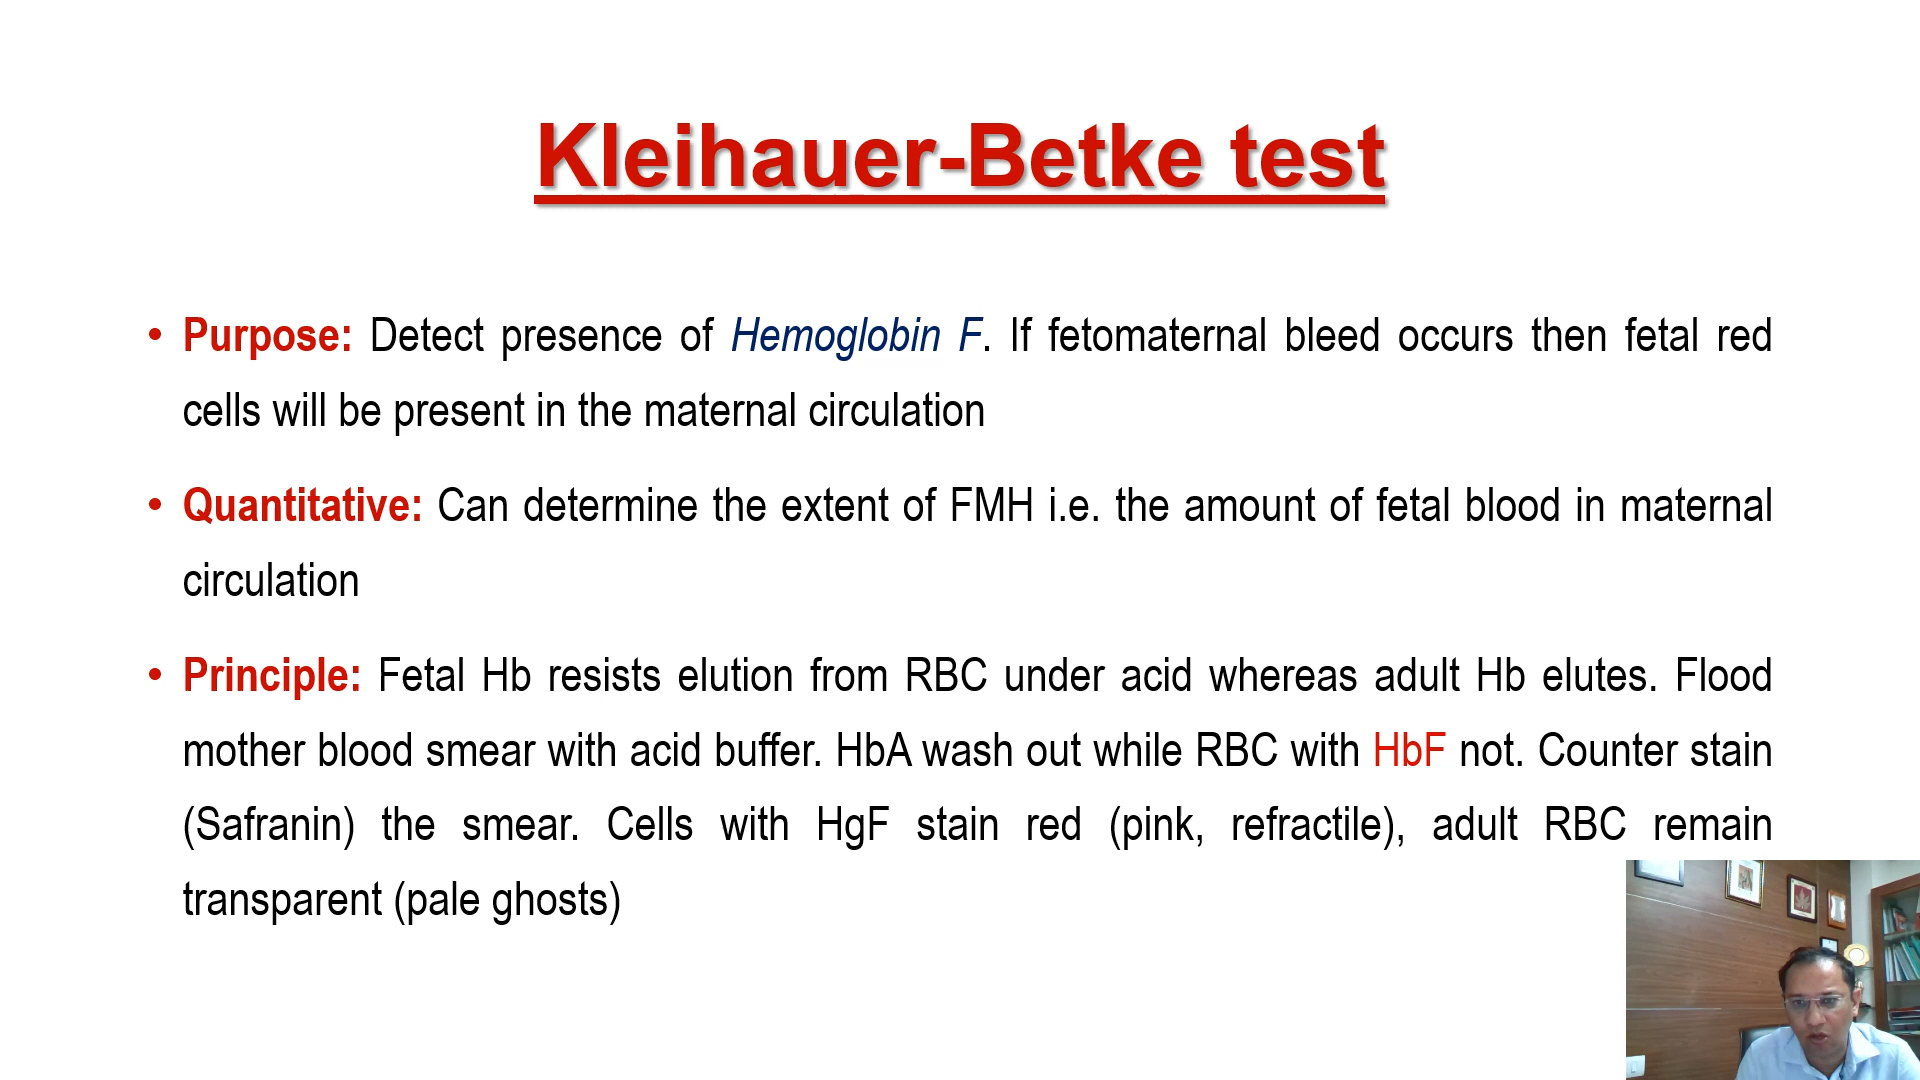 Kleihauer-Betke test
• Purpose: Detect presence of Hemoglobin F. If fetomaternal bleed occurs then fetal red
cells will be present in the maternal circulation
• Quantitative: Can determine the extent of FMH i.e. the amount of fetal blood in maternal
circulation
• Principle: Fetal Hb resists elution from RBC under acid whereas adult Hb elutes. Flood
mother blood smear with acid buffer. HbA wash out while RBC with HbF not. Counter stain
(Safranin) the smear. Cells with HgF stain red (pink, refractile), adult RBC remain
transparent (pale ghosts)